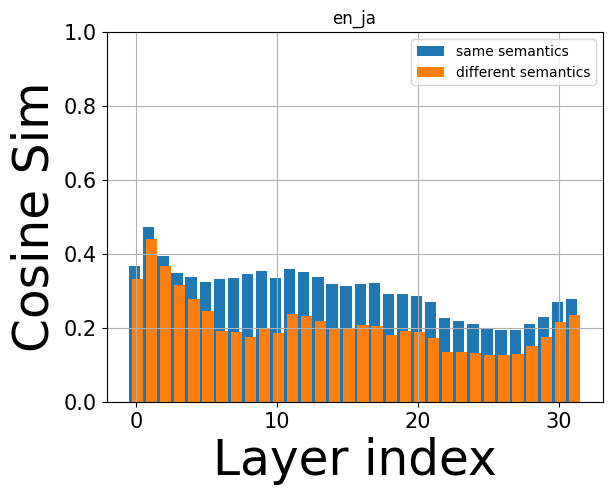 en_ja
same semantics
different semantics
Cosine Sim
1.0
0.8
0.6
0.4
0.2
0.0
0 10 20 30
Layer index